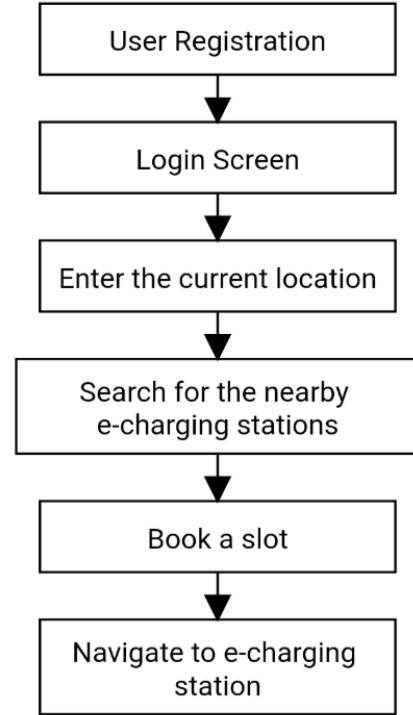 User Registration
Login Screen
Enter the current location
Search for the nearby
e-charging stations
Book a slot
Navigate to e-charging
station